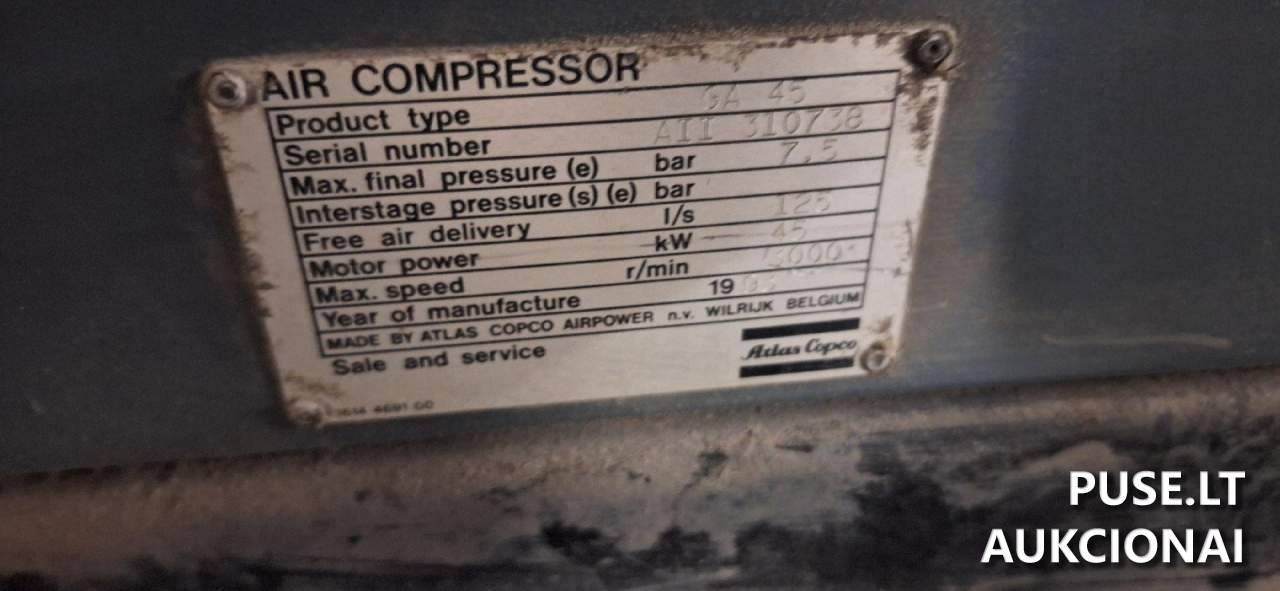 AIR COMPRESSOR
Product type GA 45
Serial number AII 310738
Max. final pressure (e) bar 7.5
Interstage pressure (s) (e) bar
Free air delivery l/s 125
Motor power kW 45
Max. speed r/min 3000
Year of manufacture 19
MADE BY ATLAS COPCO AIRPOWER n.v. WILRIJK BELGIUM
Sale and service
Atlas Copco
PUSE.LT
AUKCIONAI